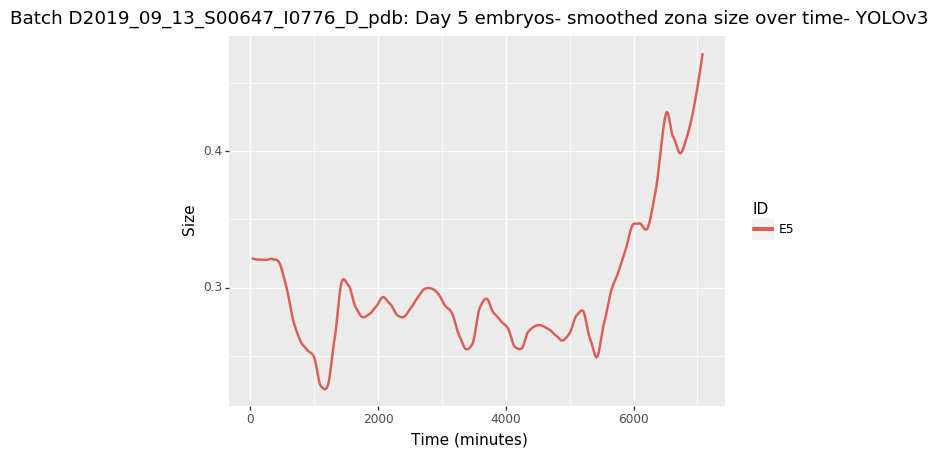 Batch D2019_09_13_S00647_I0776_D_pdb: Day 5 embryos- smoothed zona size over time- YOLOv3
0.4
0.3
Size
0
2000
4000
6000
Time (minutes)
ID
E5